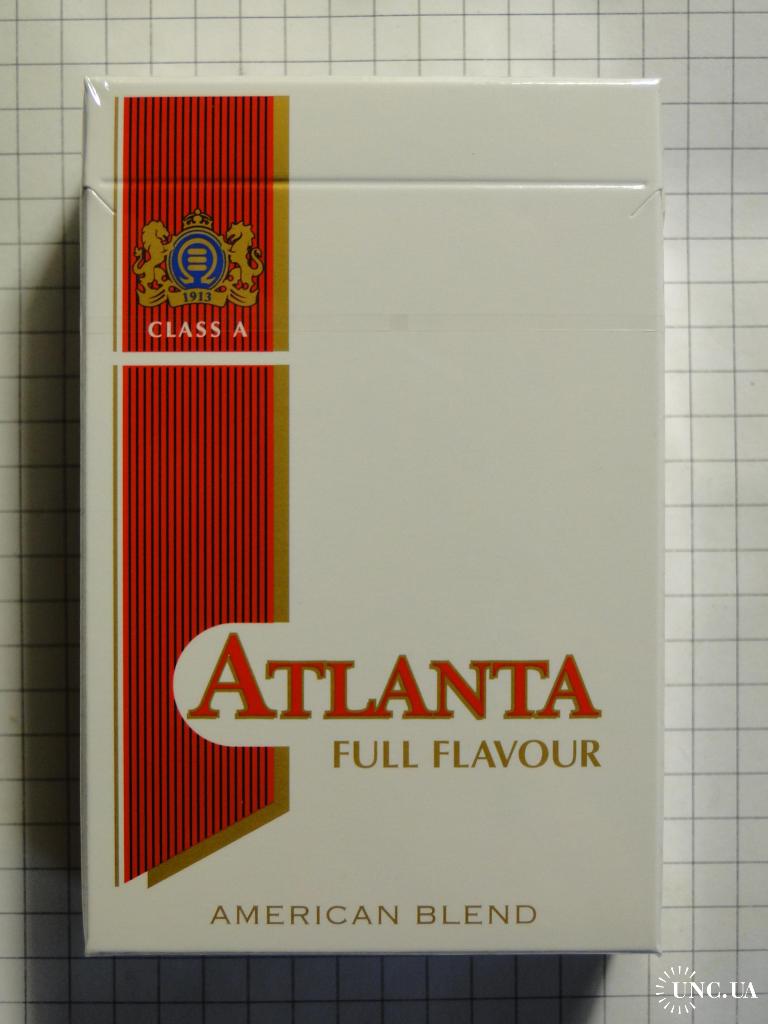 1913
CLASS A
ATLANTA
FULL FLAVOUR
AMERICAN BLEND
UNC.UA